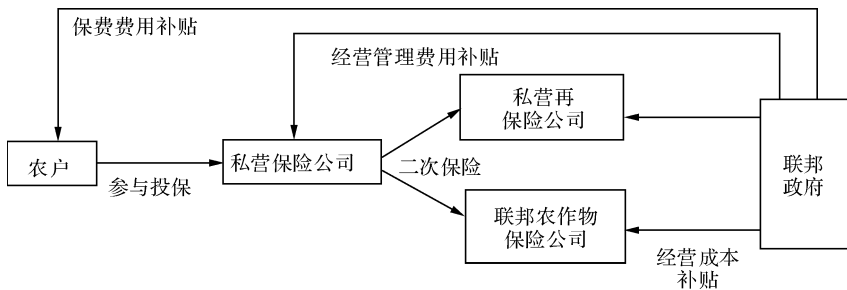 保费费用补贴
经营管理费用补贴
私营再
保险公司
农户
参与投保
私营保险公司
二次保险
联邦
政府
联邦农作物
保险公司
经营成本
补贴